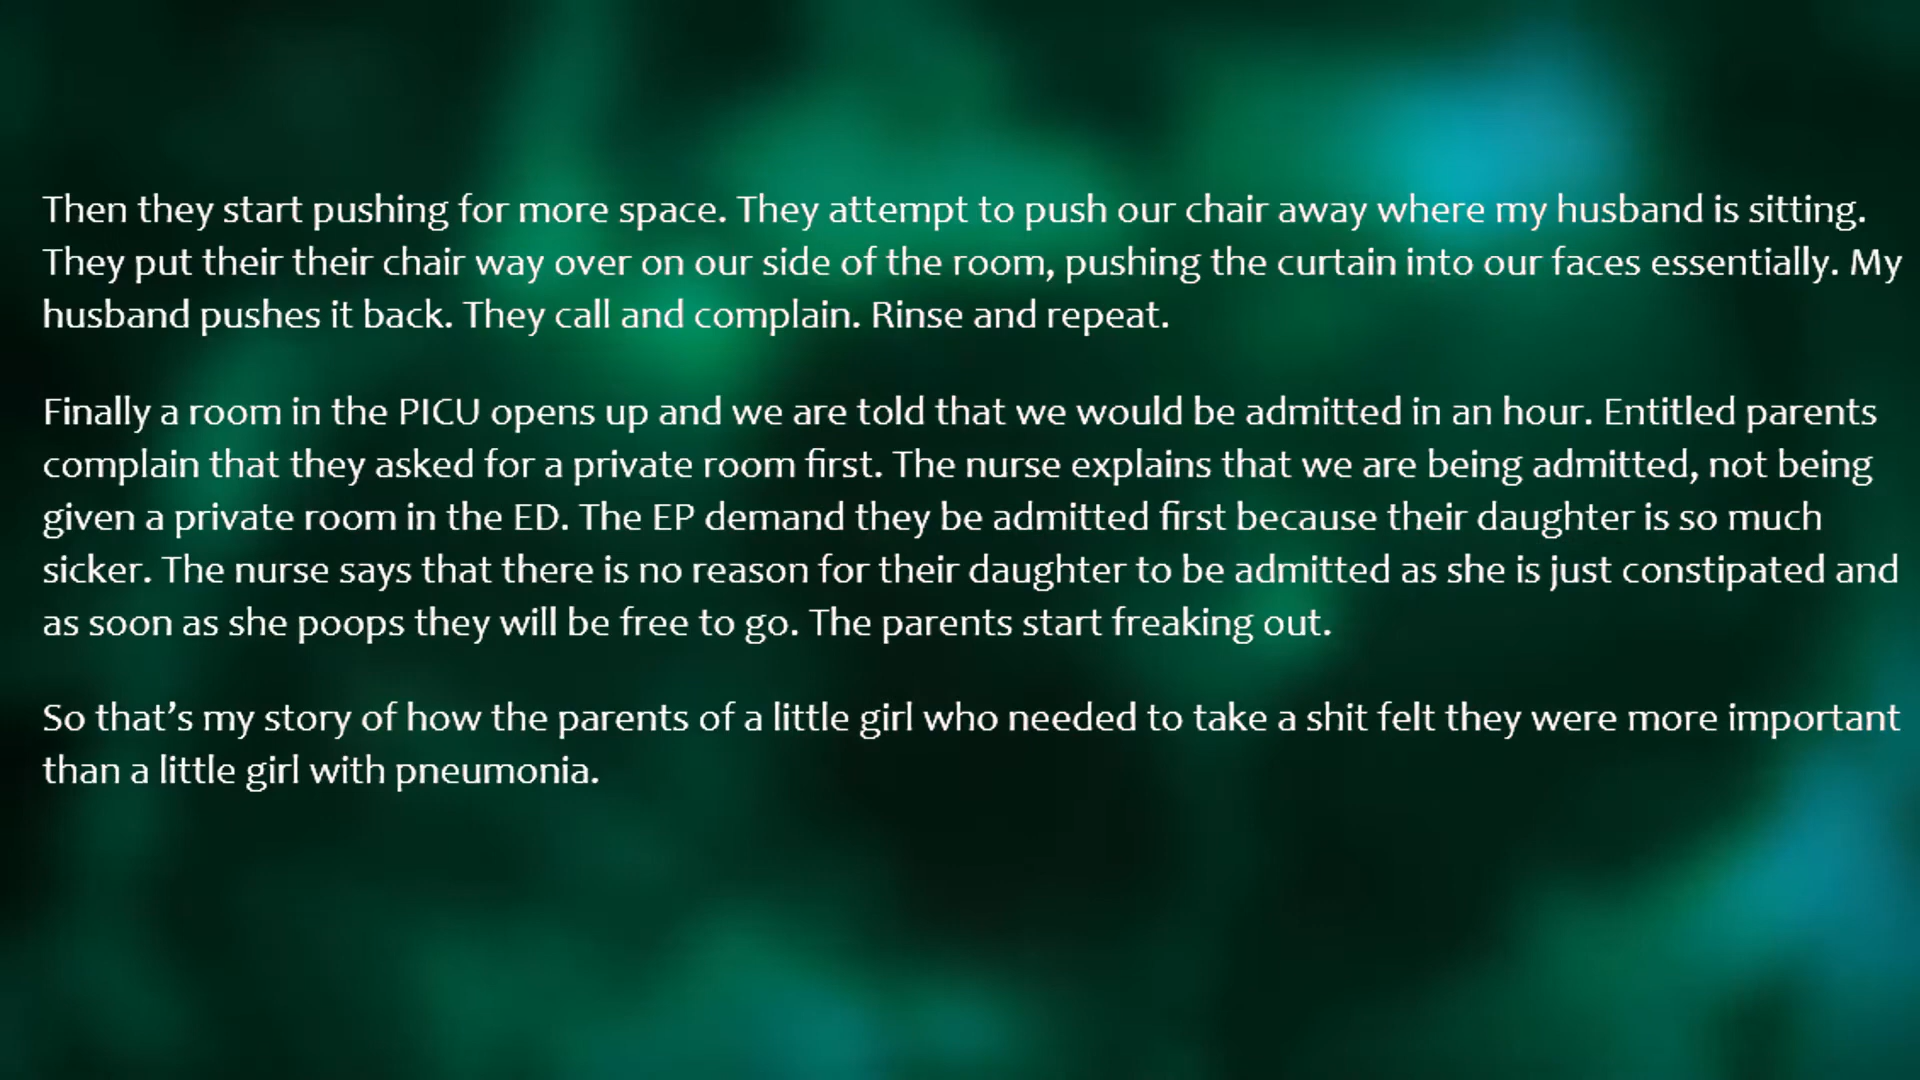 Then they start pushing for more space. They attempt to push our chair away where my husband is sitting.
They put their their chair way over on our side of the room, pushing the curtain into our faces essentially. My
husband pushes it back. They call and complain. Rinse and repeat.
Finally a room in the PICU opens up and we are told that we would be admitted in an hour. Entitled parents
complain that they asked for a private room first. The nurse explains that we are being admitted, not being
given a private room in the ED. The EP demand they be admitted first because their daughter is so much
sicker. The nurse says that there is no reason for their daughter to be admitted as she is just constipated and
as soon as she poops they will be free to go. The parents start freaking out.
So that’s my story of how the parents of a little girl who needed to take a shit felt they were more important
than a little girl with pneumonia.